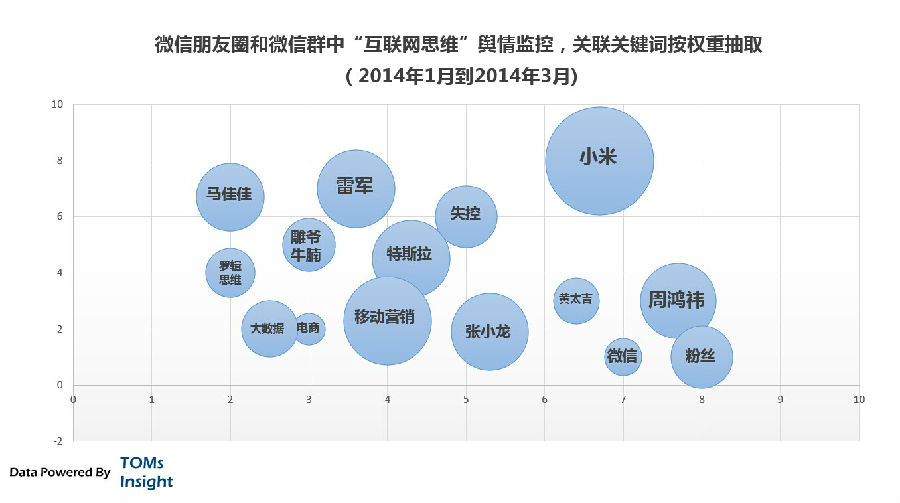 微信朋友圈和微信群中“互联网思维”舆情监控，关联关键词按权重抽取
（2014年1月到2014年3月)
10
8
6
4
2
0
-2
小米
雷军
马佳佳
失控
雕爷
牛腩
特斯拉
罗辑
思维
黄太吉
周鸿祎
移动营销
张小龙
大数据
电商
微信
粉丝
0 1 2 3 4 5 6 7 8 9 10
Data Powered By
TOMs
Insight